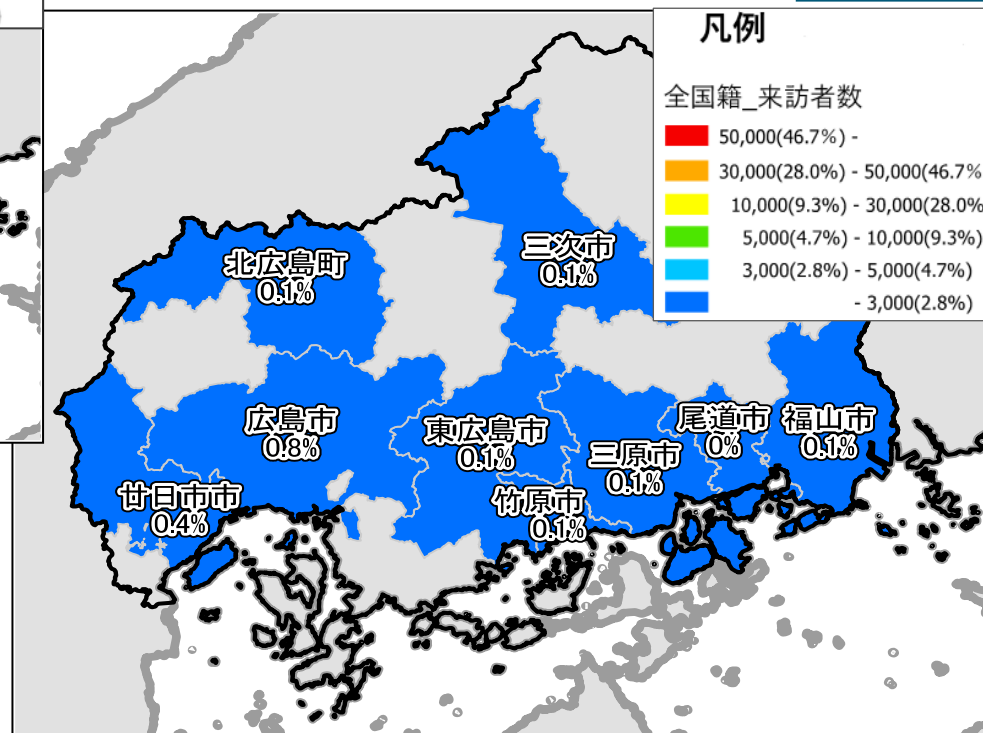 凡例
全国籍_来訪者数
50,000(46.7%) -
30,000(28.0%) - 50,000(46.7%
10,000(9.3%) - 30,000(28.0%
5,000(4.7%) - 10,000(9.3%)
3,000(2.8%) - 5,000(4.7%)
- 3,000(2.8%)
三次市
0.1%
北広島町
0.1%
広島市
0.8%
東広島市
0.1%
尾道市
0%
福山市
0.1%
三原市
0.1%
廿日市市
0.4%
竹原市
0.1%